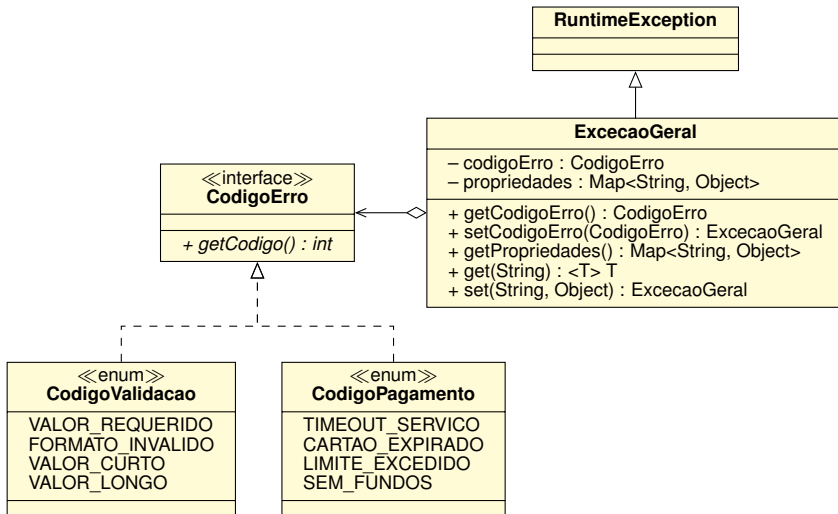 RuntimeException
ExcecaoGeral
– codigoErro : CodigoErro
– propriedades : Map<String, Object>
+ getCodigoErro() : CodigoErro
+ setCodigoErro(CodigoErro) : ExcecaoGeral
+ getPropriedades() : Map<String, Object>
+ get(String) : <T> T
+ set(String, Object) : ExcecaoGeral
≪interface≫
CodigoErro
+ getCodigo() : int
≪enum≫
CodigoValidacao
VALOR_REQUERIDO
FORMATO_INVALIDO
VALOR_CURTO
VALOR_LONGO
≪enum≫
CodigoPagamento
TIMEOUT_SERVICO
CARTAO_EXPIRADO
LIMITE_EXCEDIDO
SEM_FUNDOS